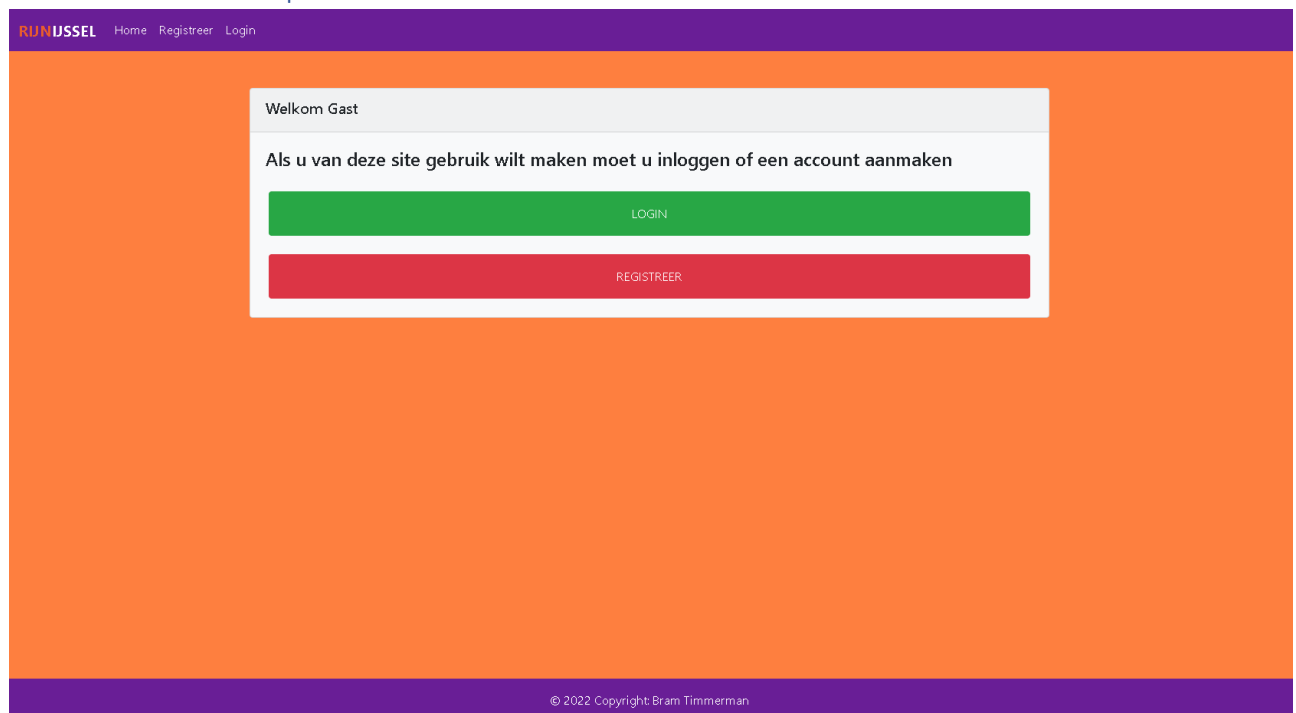 RIJNIJSSEL Home Registreer Login
Welkom Gast
Als u van deze site gebruik wilt maken moet u inloggen of een account aanmaken
LOGIN
REGISTREER
© 2022 Copyright: Bram Timmerman